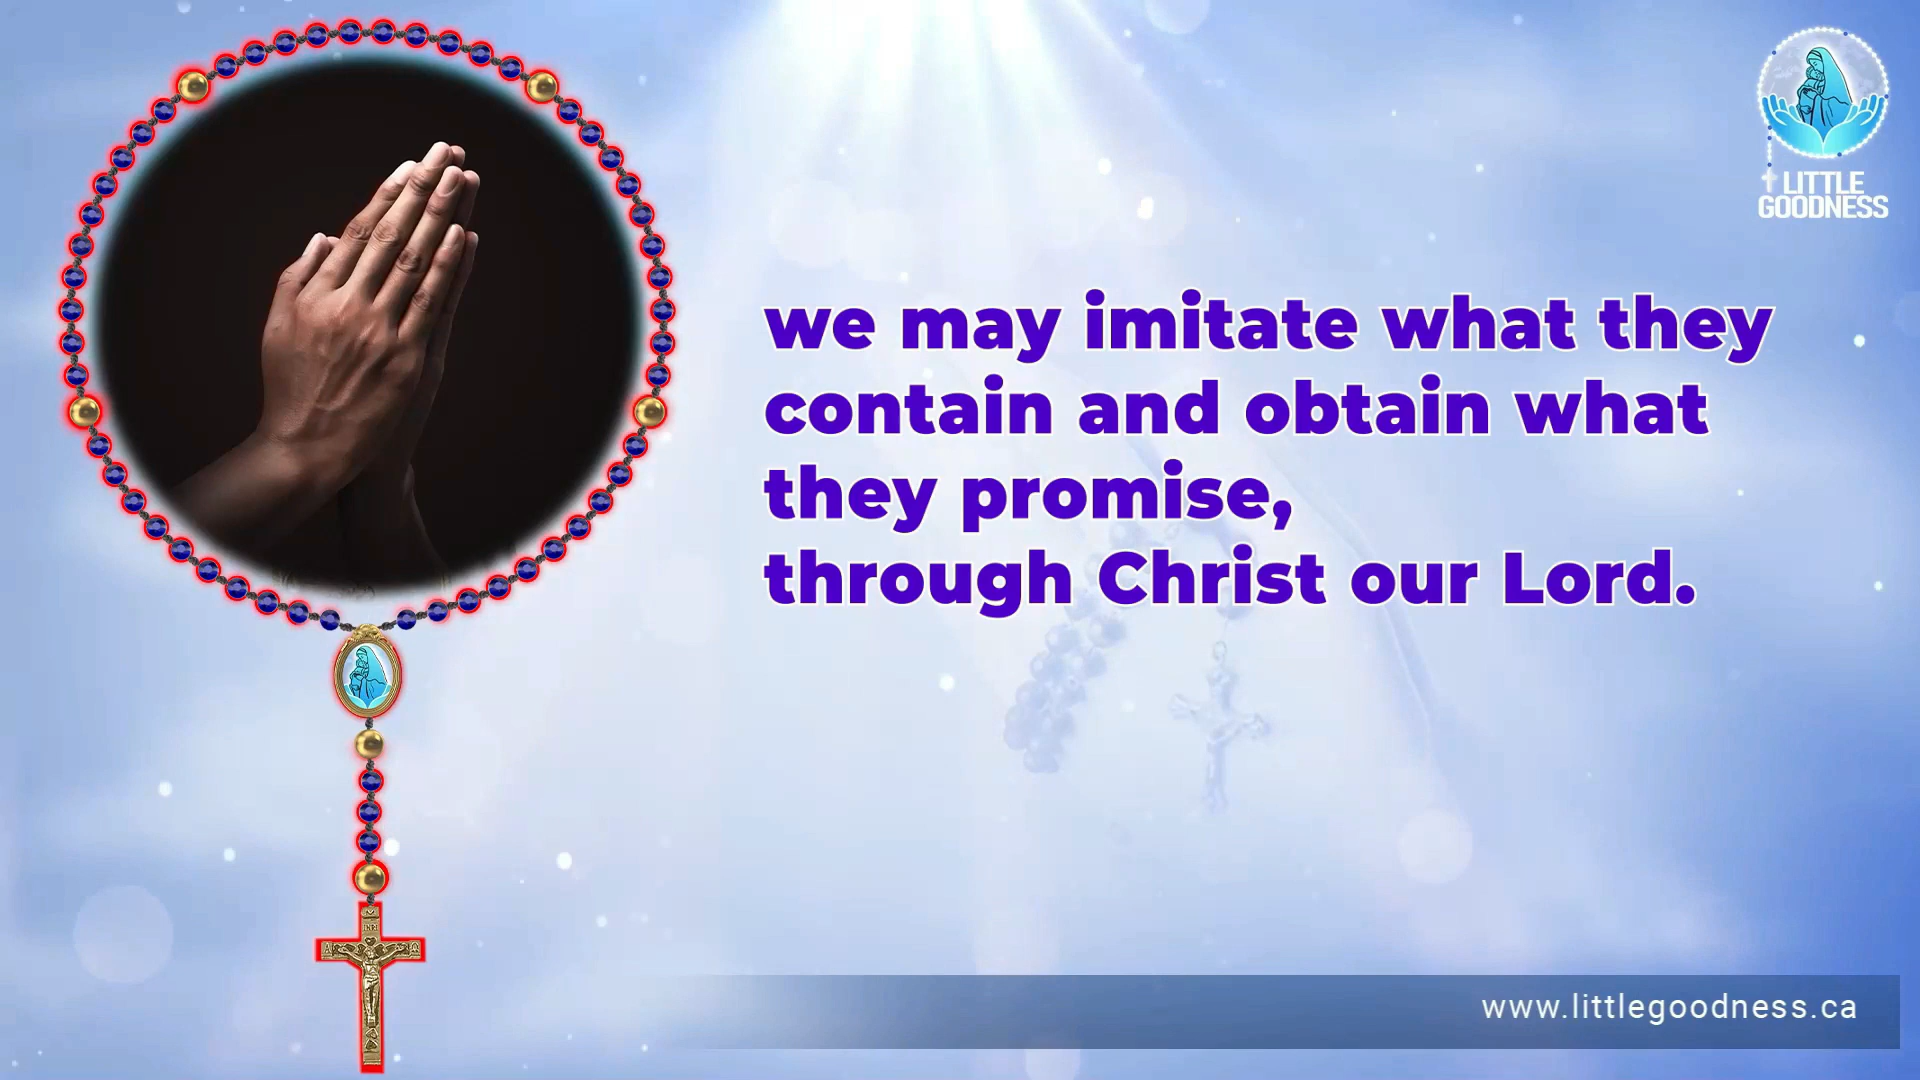 LITTLE
GOODNESS
we may imitate what they
contain and obtain what
they promise,
through Christ our Lord.
INRI
A Ω
www.littlegoodness.ca